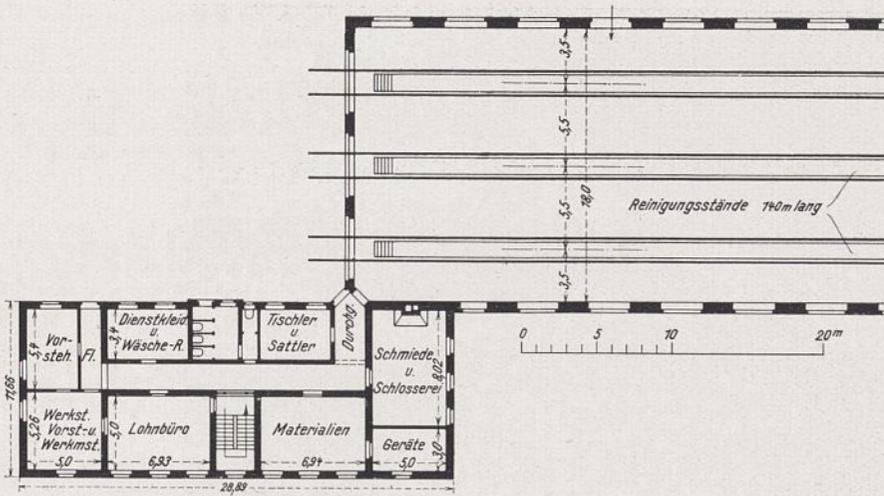 3,5
5,5
5,5
18,0
3,5
Reinigungsstände 140m lang
0 5 10 20m
Durchg.
Vor-
steh.
5,4
Fl.
3,4
Dienstkleid
u.
Wäsche-R.
Tischler
u.
Sattler
Schmiede
u.
Schlosserei
8,02
11,66
5,26
Werkst.
Vorst-u.
Werkmst.
5,0
5,0
Lohnbüro
6,93
Materialien
6,94
Geräte
5,0
3,0
28,89